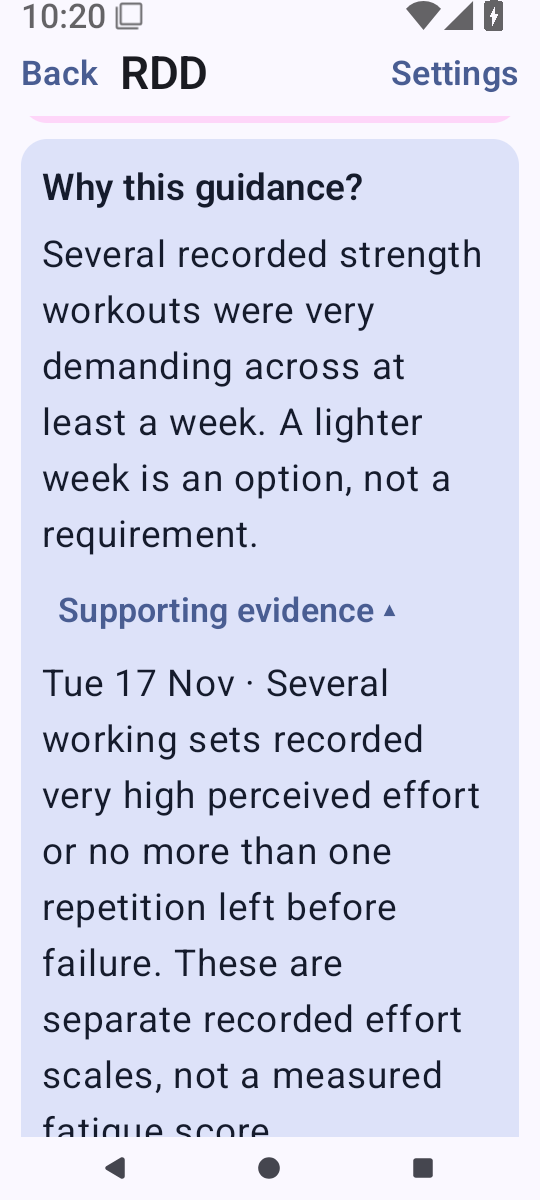 10:20
Back RDD Settings
Why this guidance?
Several recorded strength
workouts were very
demanding across at
least a week. A lighter
week is an option, not a
requirement.
Supporting evidence ▲
Tue 17 Nov · Several
working sets recorded
very high perceived effort
or no more than one
repetition left before
failure. These are
separate recorded effort
scales, not a measured
fatigue score